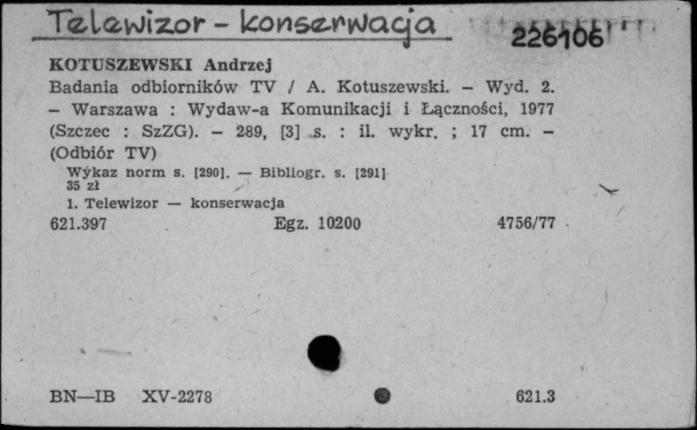 Telewizor - konserwacja
226106
KOTUSZEWSKI Andrzej
Badania odbiorników TV / A. Kotuszewski. - Wyd. 2.
- Warszawa : Wydaw-a Komunikacji i Łączności, 1977
(Szczec : SzZG). - 289, [3] s. : il. wykr. ; 17 cm. -
(Odbiór TV)
Wykaz norm s. [290]. — Bibliogr. s. [291]
35 zł
1. Telewizor — konserwacja
621.397 Egz. 10200 4756/77
BN—IB XV-2278 621.3